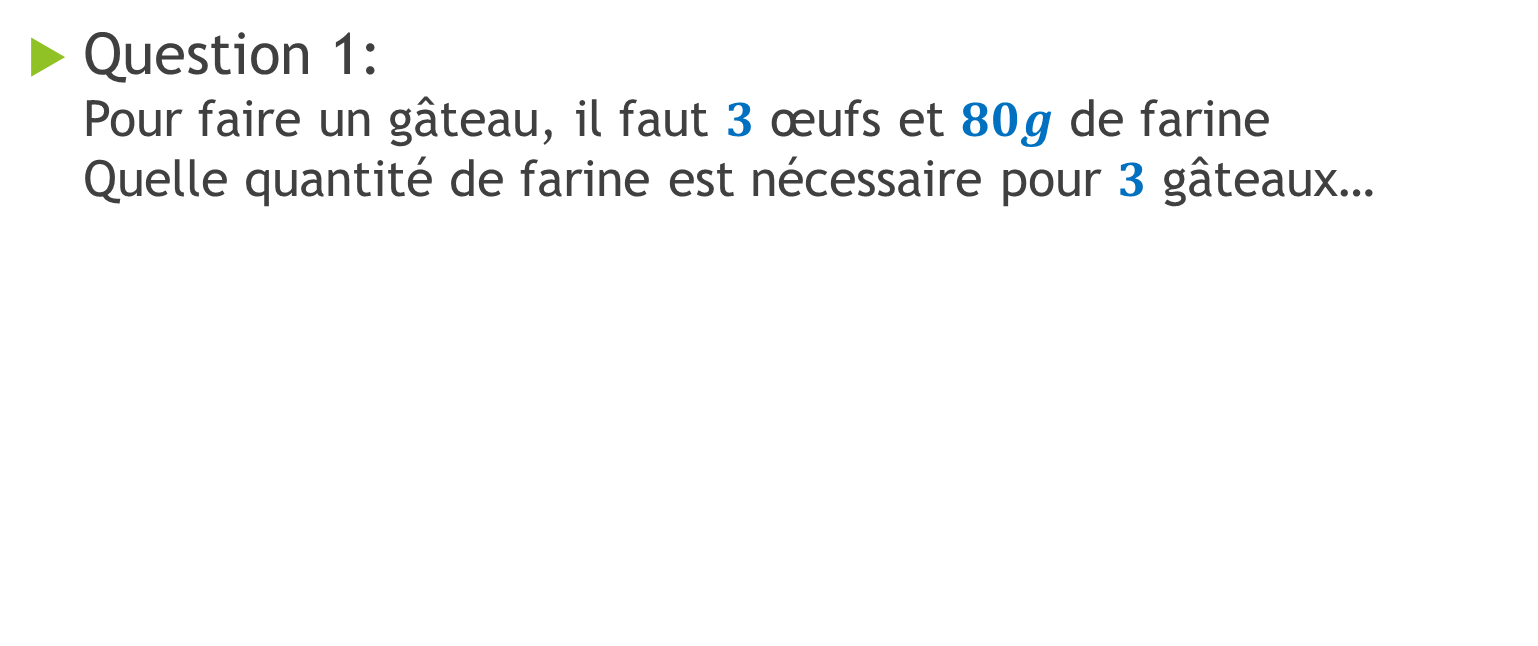 Question 1:
Pour faire un gâteau, il faut 3 œufs et 80g de farine
Quelle quantité de farine est nécessaire pour 3 gâteaux…